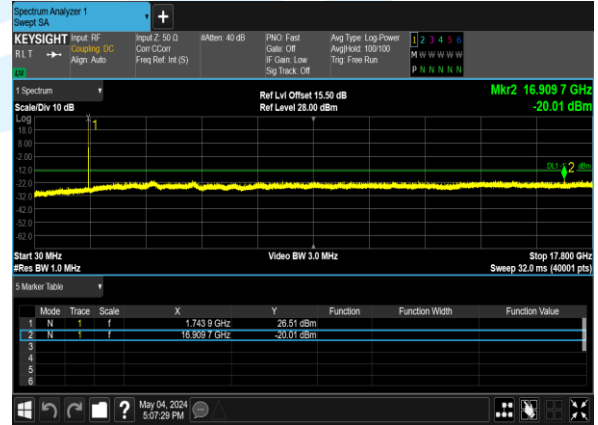 Spectrum Analyzer 1
Swept SA
KEYSIGHT Input: RF Input Z: 50 Ω #Atten: 40 dB PNO: Fast Avg Type: Log-Power 1 2 3 4 5 6
RLT Coupling: DC Corr CCorr Gate: Off Avg|Hold: 100/100 M W W W W W
Align: Auto Freq Ref: Int (S) IF Gain: Low Trig: Free Run
Sig Track: Off P N N N N N
1 Spectrum Ref Lvl Offset 15.50 dB Mkr2 16.909 7 GHz
Scale/Div 10 dB Ref Level 28.00 dBm -20.01 dBm
Log 1
18.0
8.00
-2.00
-12.0 2
-22.0
-32.0
-42.0
-52.0
-62.0
Start 30 MHz Video BW 3.0 MHz Stop 17.800 GHz
#Res BW 1.0 MHz Sweep 32.0 ms (40001 pts)
5 Marker Table
Mode Trace Scale X Y Function Function Width Function Value
1 N 1 f 1.743 9 GHz 26.51 dBm
2 N 1 f 16.909 7 GHz -20.01 dBm
3
4
5
6
? May 04, 2024
5:07:29 PM